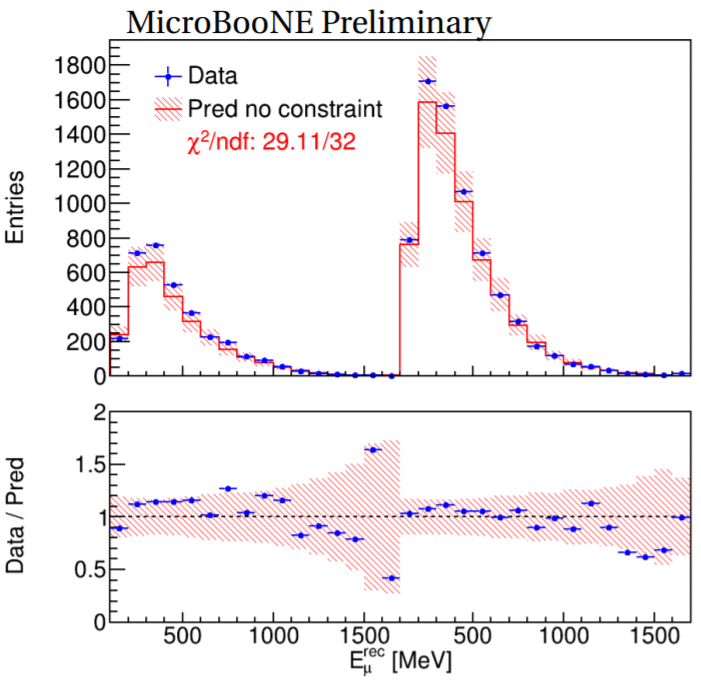 MicroBooNE Preliminary
1800
1600
1400
1200
1000
800
600
400
200
0
Entries
Data
Pred no constraint
χ²/ndf: 29.11/32
2
1.5
1
0.5
0
Data / Pred
500 1000 1500 500 1000 1500
E_μ^rec [MeV]